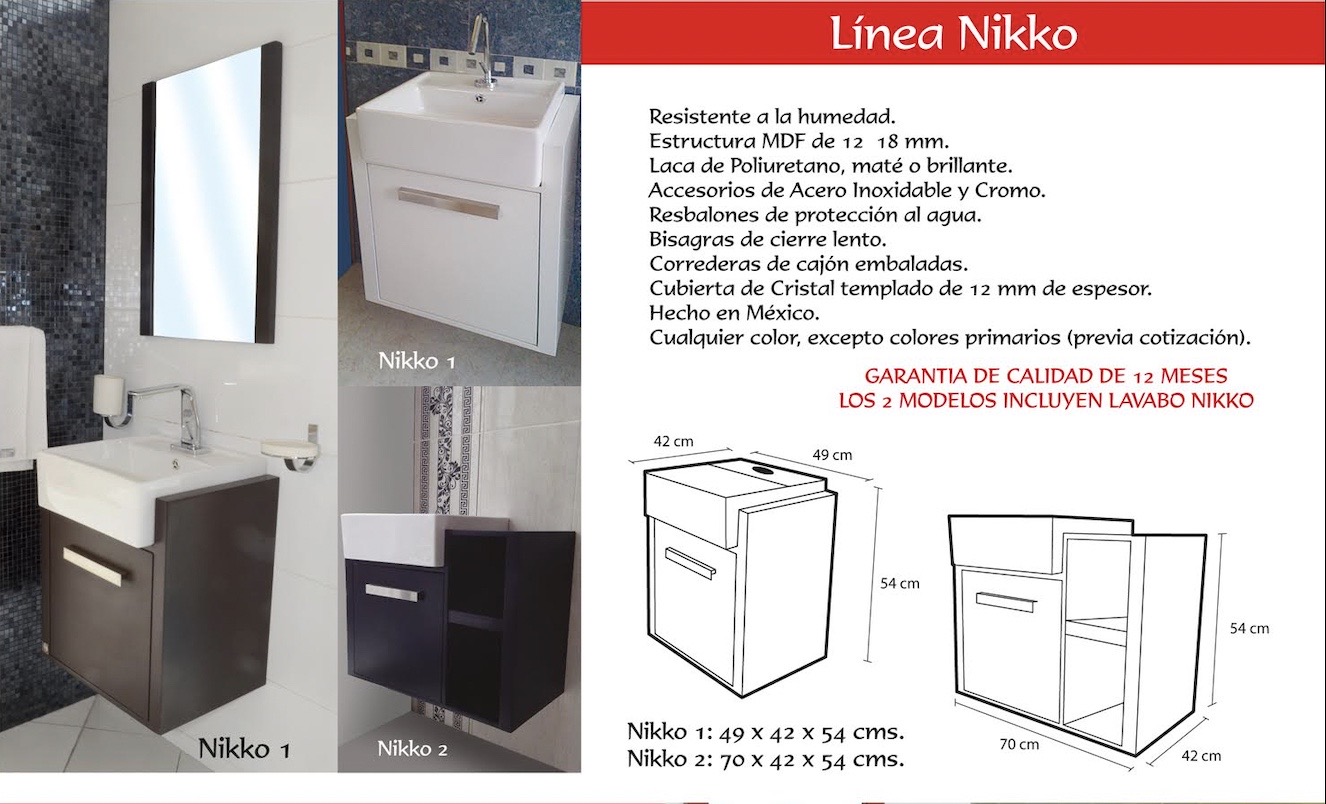 Línea Nikko
Resistente a la humedad.
Estructura MDF de 12  18 mm.
Laca de Poliuretano, maté o brillante.
Accesorios de Acero Inoxidable y Cromo.
Resbalones de protección al agua.
Bisagras de cierre lento.
Correderas de cajón embaladas.
Cubierta de Cristal templado de 12 mm de espesor.
Hecho en México.
Cualquier color, excepto colores primarios (previa cotización).
GARANTIA DE CALIDAD DE 12 MESES
LOS 2 MODELOS INCLUYEN LAVABO NIKKO
Nikko 1
Nikko 1
Nikko 2
42 cm
49 cm
54 cm
54 cm
70 cm
42 cm
Nikko 1: 49 x 42 x 54 cms.
Nikko 2: 70 x 42 x 54 cms.